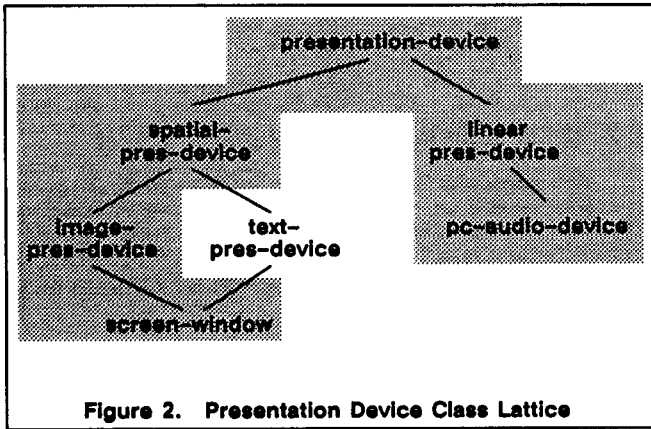 presentation-device
spatial-
pres-device
linear
pres-device
image-
pres-device
text-
pres-device
pc-audio-device
screen-window
Figure 2. Presentation Device Class Lattice